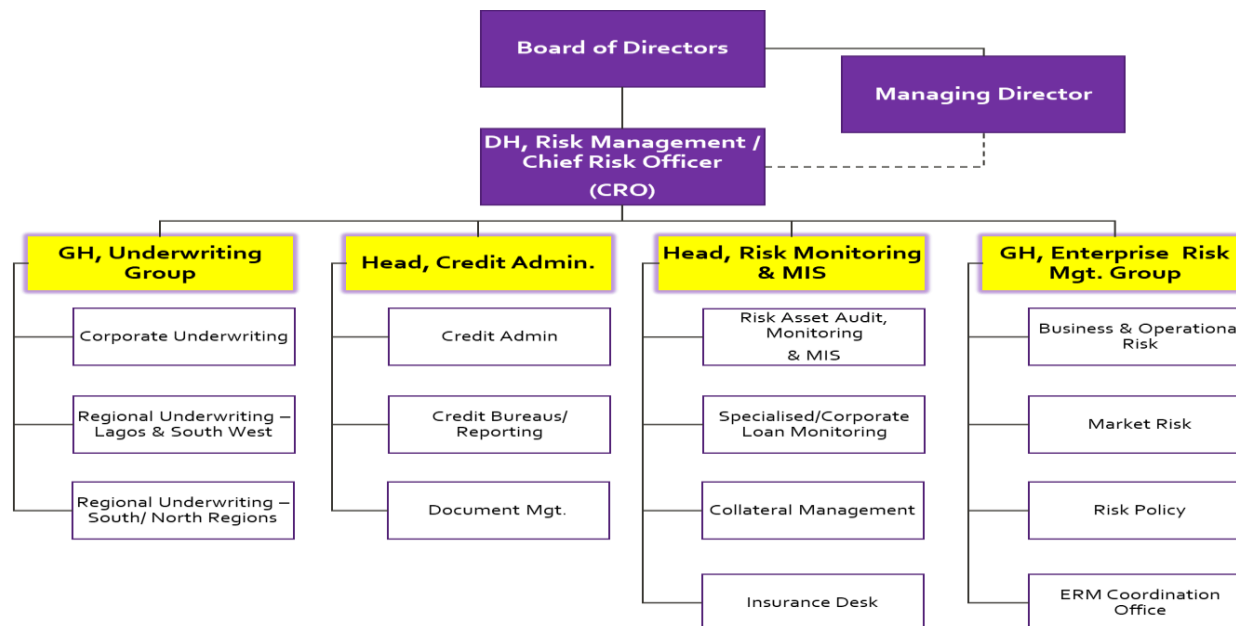 Board of Directors
Managing Director
DH, Risk Management /
Chief Risk Officer
(CRO)
GH, Underwriting
Group
Head, Credit Admin.
Head, Risk Monitoring
& MIS
GH, Enterprise Risk
Mgt. Group
Corporate Underwriting
Regional Underwriting –
Lagos & South West
Regional Underwriting –
South/ North Regions
Credit Admin
Credit Bureaus/
Reporting
Document Mgt.
Risk Asset Audit,
Monitoring
& MIS
Specialised/Corporate
Loan Monitoring
Collateral Management
Insurance Desk
Business & Operationa
Risk
Market Risk
Risk Policy
ERM Coordination
Office